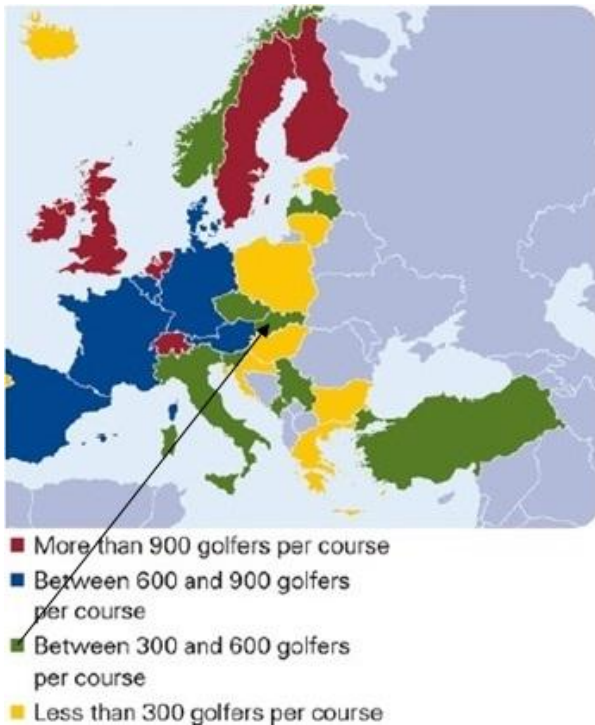 More than 900 golfers per course
Between 600 and 900 golfers
per course
Between 300 and 600 golfers
per course
Less than 300 golfers per course